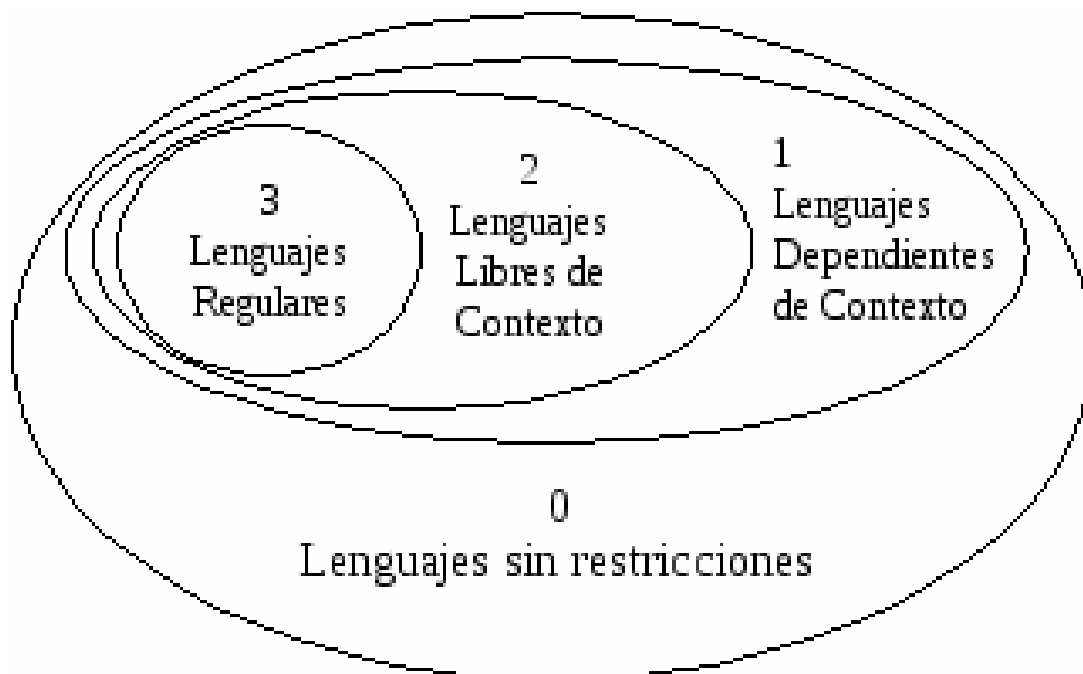 3
Lenguajes
Regulares
2
Lenguajes
Libres de
Contexto
1
Lenguajes
Dependientes
de Contexto
0
Lenguajes sin restricciones